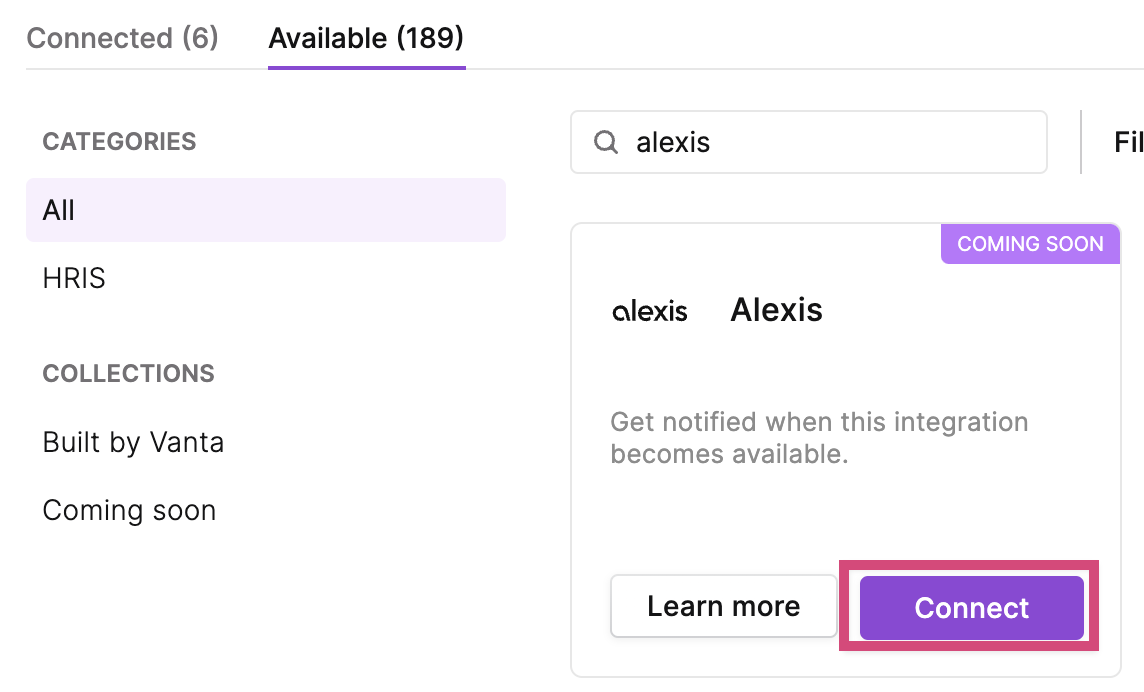 Connected (6)
Available (189)
CATEGORIES
All
HRIS
COLLECTIONS
Built by Vanta
Coming soon
alexis
Fil
COMING SOON
alexis
Alexis
Get notified when this integration
becomes available.
Learn more
Connect